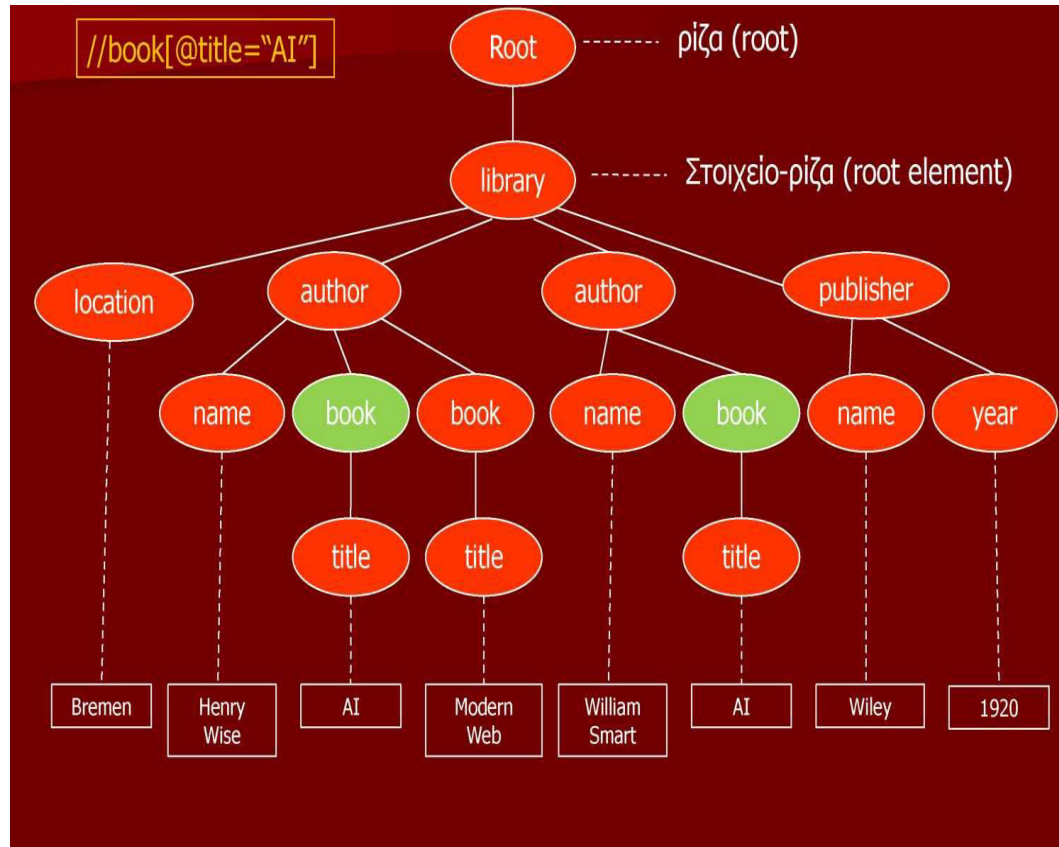 //book[@title=“AI”]
Root
ρίζα (root)
library
Στοιχείο-ρίζα (root element)
location
author
author
publisher
name
book
book
name
book
name
year
title
title
title
Bremen
Henry
Wise
AI
Modern
Web
William
Smart
AI
Wiley
1920